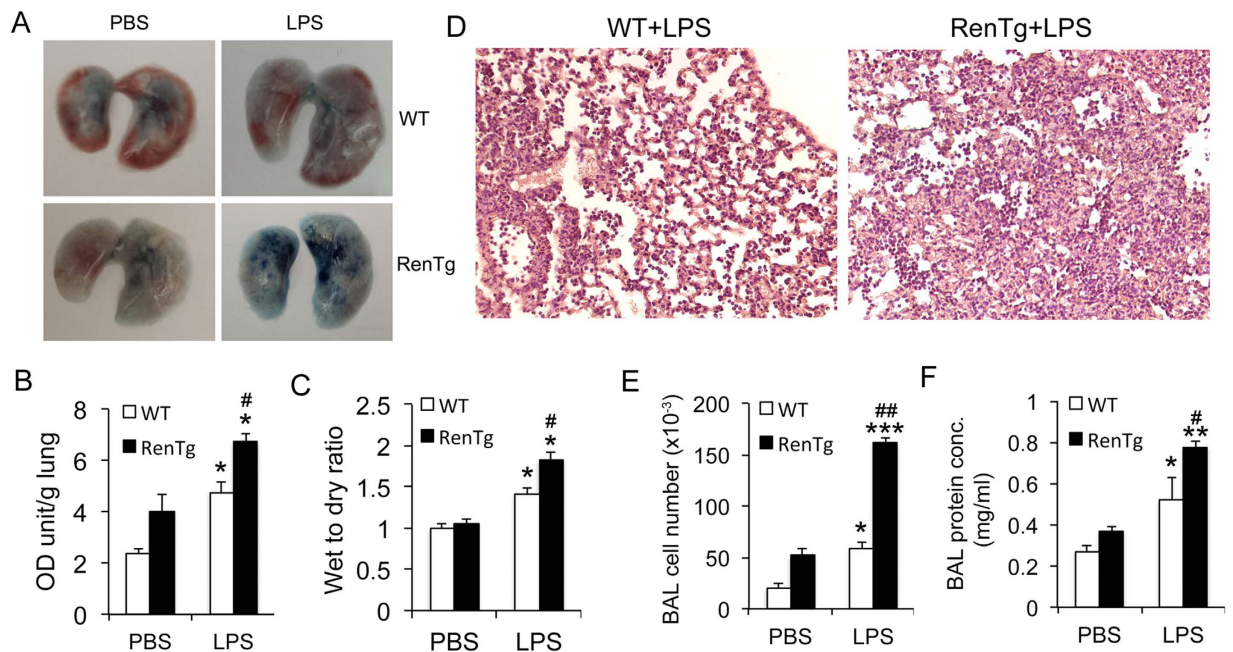 A
PBS
LPS
WT
RenTg
D
WT+LPS
RenTg+LPS
B
OD unit/g lung
8
6
4
2
0
WT
RenTg
*
#
*
PBS
LPS
C
Wet to dry ratio
2.5
2
1.5
1
0.5
0
WT
RenTg
*
#
*
PBS
LPS
E
BAL cell number (x10⁻³)
200
150
100
50
0
WT
RenTg
*
##
***
PBS
LPS
F
BAL protein conc.
(mg/ml)
1
0.8
0.6
0.4
0.2
0
WT
RenTg
*
#
**
PBS
LPS